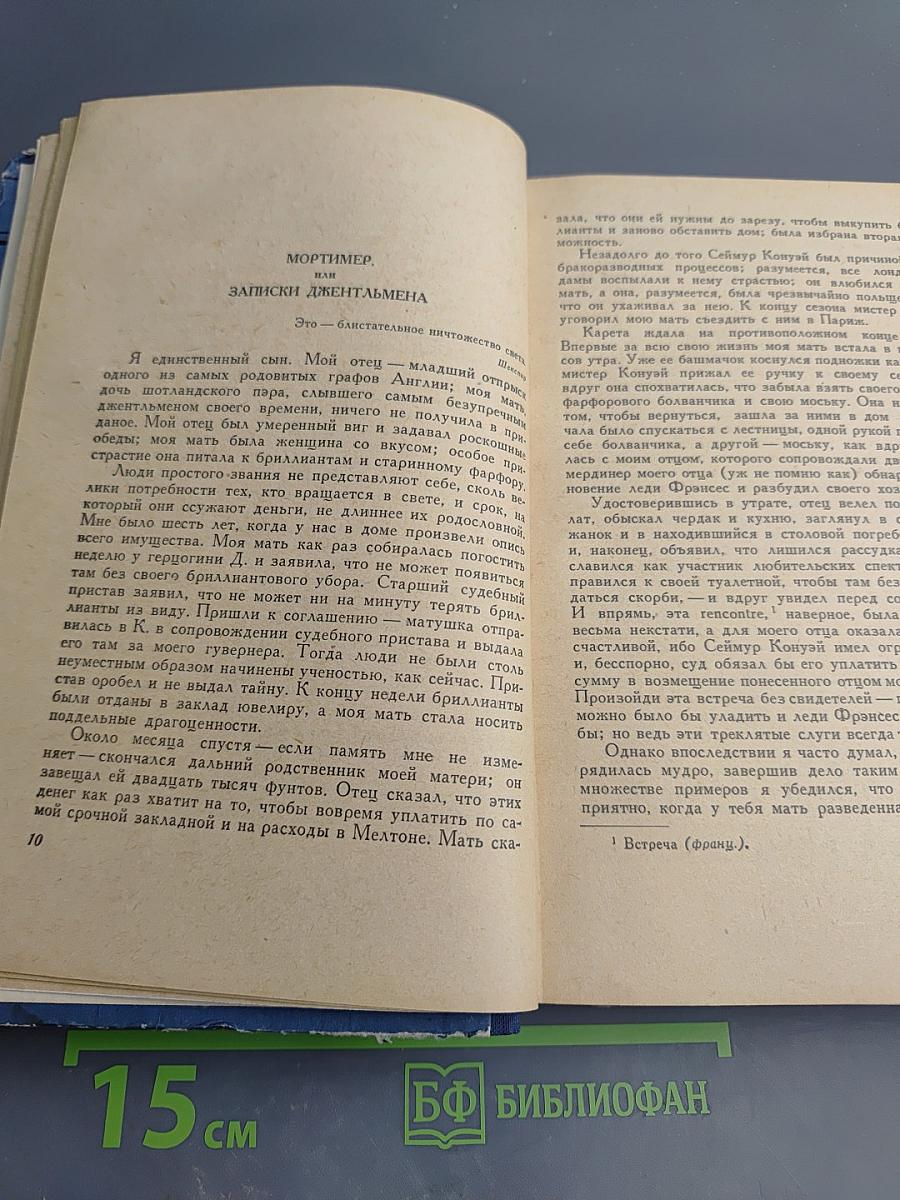 МОРТИМЕР,
или
ЗАПИСКИ ДЖЕНТЛЬМЕНА
Это — блистательное ничтожество света
Шекспир
Я единственный сын. Мой отец — младший отпрыск
одного из самых родовитых графов Англии; моя мать,
дочь шотландского пэра, слывшего самым безупречным
джентльменом своего времени, ничего не получила в при-
даное. Мой отец был умеренный виг и задавал роскошные
обеды; моя мать была женщина со вкусом; особое при-
страстие она питала к бриллиантам и старинному фарфору.
Люди простого звания не представляют себе, сколь ве-
лики потребности тех, кто вращается в свете, и срок, на
который они ссужают деньги, не длиннее их родословной.
Мне было шесть лет, когда у нас в доме произвели опись
всего имущества. Моя мать как раз собиралась погостить
неделю у герцогини Д. и заявила, что не может появиться
там без своего бриллиантового убора. Старший судебный
пристав заявил, что не может ни на минуту терять брил-
лианты из виду. Пришли к соглашению — матушка отпра-
вилась в К. в сопровождении судебного пристава и выдала
его там за моего гувернера. Тогда люди не были столь
неуместным образом начинены ученостью, как сейчас. При-
став оробел и не выдал тайну. К концу недели бриллианты
были отданы в заклад ювелиру, а моя мать стала носить
поддельные драгоценности.
Около месяца спустя — если память мне не изме-
няет — скончался дальний родственник моей матери; он
завещал ей двадцать тысяч фунтов. Отец сказал, что этих
денег как раз хватит на то, чтобы вовремя уплатить по са-
мой срочной закладной и на расходы в Мелтоне. Мать ска-
10
зала, что они ей нужны до зарезу, чтобы выкупить б
лианты и заново обставить дом; была избрана вторая
можность.
Незадолго до того Сеймур Конуэй был причиной
бракоразводных процессов; разумеется, все лонд
дамы воспылали к нему страстью; он влюбился
мать, а она, разумеется, была чрезвычайно польще
что он ухаживал за нею. К концу сезона мистер
уговорил мою мать съездить с ним в Париж.
Карета ждала на противоположном конце
Впервые за всю свою жизнь моя мать встала в
сов утра. Уже ее башмачок коснулся подножки ка
мистер Конуэй прижал ее ручку к своему се
вдруг она спохватилась, что забыла взять своего
фарфорового болванчика и свою моську. Она н
том, чтобы вернуться, зашла за ними в дом —
чала было спускаться с лестницы, одной рукой п
себе болванчика, а другой — моську, как вдр
лась с моим отцом, которого сопровождали дв
мердинер моего отца (уж не помню как) обнар
новение леди Фрэнсес и разбудил своего хоз
Удостоверившись в утрате, отец велел по
лат, обыскал чердак и кухню, заглянул в с
жанок и в находившийся в столовой погреб
и, наконец, объявил, что лишился рассудка
славился как участник любительских спект
правился к своей туалетной, чтобы там без
даться скорби, — и вдруг увидел перед со
И впрямь, эта rencontre,¹ наверное, была
весьма некстати, а для моего отца оказала
счастливой, ибо Сеймур Конуэй имел огр
и, бесспорно, суд обязал бы его уплатить
сумму в возмещение понесенного отцом мо
Произойди эта встреча без свидетелей —
можно было бы уладить и леди Фрэнсес
бы; но ведь эти треклятые слуги всегда
Однако впоследствии я часто думал,
рядилась мудро, завершив дело таким
множестве примеров я убедился, что
приятно, когда у тебя мать разведенна
¹ Встреча (франц.).
15 см
БФ БИБЛИОФАН